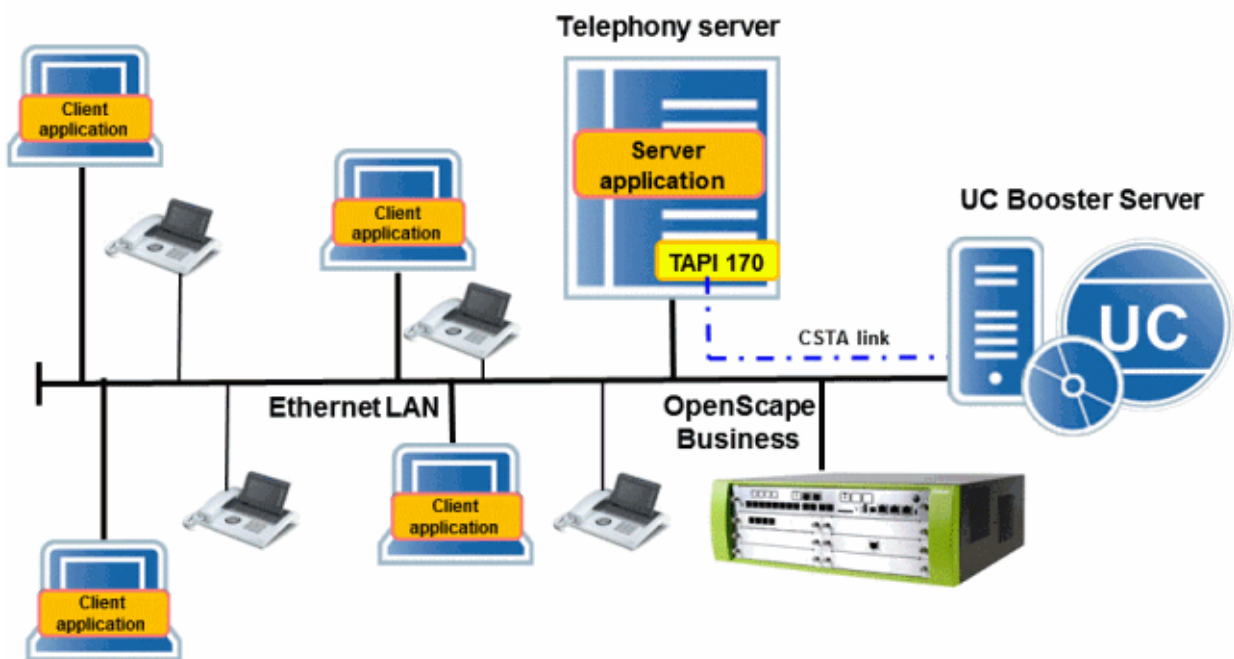 Telephony server
Client
application
Server
application
Client
application
UC Booster Server
TAPI 170
UC
CSTA link
Ethernet LAN
OpenScape
Business
Client
application
Client
application